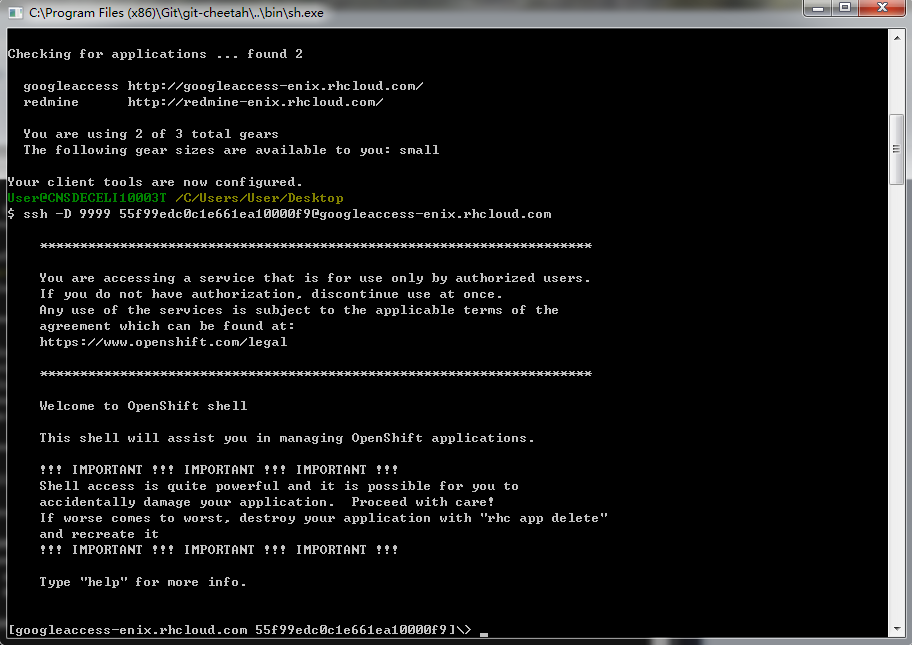 C:\Program Files (x86)\Git\git-cheetah\..\bin\sh.exe
Checking for applications ... found 2
googleaccess http://googleaccess-enix.rhcloud.com/
redmine http://redmine-enix.rhcloud.com/
You are using 2 of 3 total gears
The following gear sizes are available to you: small
Your client tools are now configured.
User@CNSDECELI10003T /C/Users/User/Desktop
$ ssh -D 9999 55f99edc0c1e661ea10000f9@googleaccess-enix.rhcloud.com
*********************************************************************
You are accessing a service that is for use only by authorized users.
If you do not have authorization, discontinue use at once.
Any use of the services is subject to the applicable terms of the
agreement which can be found at:
https://www.openshift.com/legal
*********************************************************************
Welcome to OpenShift shell
This shell will assist you in managing OpenShift applications.
!!! IMPORTANT !!! IMPORTANT !!! IMPORTANT !!!
Shell access is quite powerful and it is possible for you to
accidentally damage your application.  Proceed with care!
If worse comes to worst, destroy your application with "rhc app delete"
and recreate it
!!! IMPORTANT !!! IMPORTANT !!! IMPORTANT !!!
Type "help" for more info.
[googleaccess-enix.rhcloud.com 55f99edc0c1e661ea10000f9]\> _